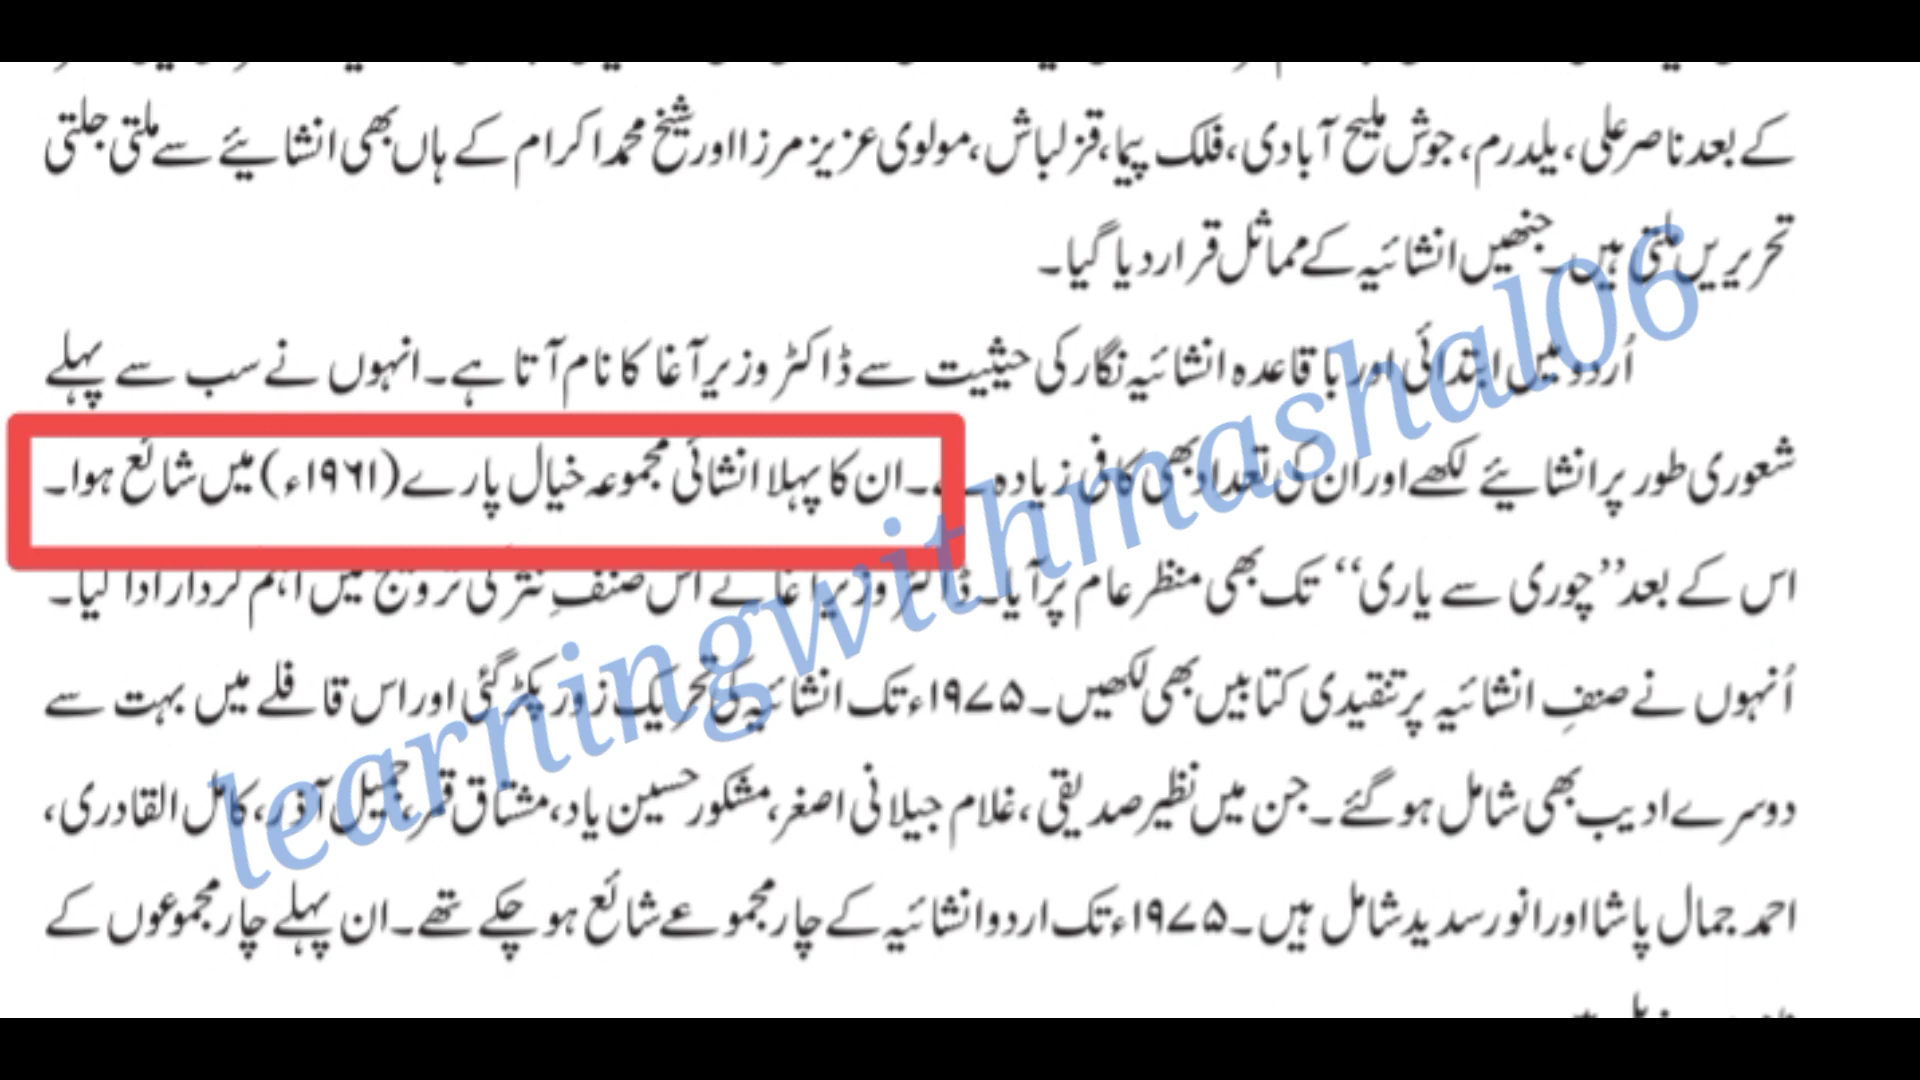 کے بعد ناصر علی، یلدرم، جوش ملیح آبادی، فلک پیما، قزلباش، مولوی عزیز مرزا اور شیخ محمد اکرام کے ہاں بھی انشائیے سے ملتی جلتی
تحریریں ملتی ہیں۔ جنھیں انشائیہ کے مماثل قرار دیا گیا۔
اُردو میں ابتدائی اور باقاعدہ انشائیہ نگار کی حیثیت سے ڈاکٹر وزیر آغا کا نام آتا ہے۔ انہوں نے سب سے پہلے
شعوری طور پر انشائیے لکھے اور ان کی تعداد بھی کافی زیادہ ہے۔ ان کا پہلا انشائی مجموعہ خیال پارے (۱۹۶۱ء) میں شائع ہوا۔
اس کے بعد ’’چوری سے یاری‘‘ تک بھی منظر عام پر آیا۔ ڈاکٹر وزیر آغا نے اس صنفِ نثر کی ترویج میں اہم کردار ادا کیا۔
اُنہوں نے صنفِ انشائیہ پر تنقیدی کتابیں بھی لکھیں۔ ۱۹۷۵ء تک انشائیہ کی تحریک زور پکڑ گئی اور اس قافلے میں بہت سے
دوسرے ادیب بھی شامل ہو گئے۔ جن میں نظیر صدیقی، غلام جیلانی اصغر، مشکور حسین یاد، مشتاق قمر، جمیل آذر، کامل القادری،
احمد جمال پاشا اور انور سدید شامل ہیں۔ ۱۹۷۵ء تک اردو انشائیہ کے چار مجموعے شائع ہو چکے تھے۔ ان پہلے چار مجموعوں کے
learningwithmashal06